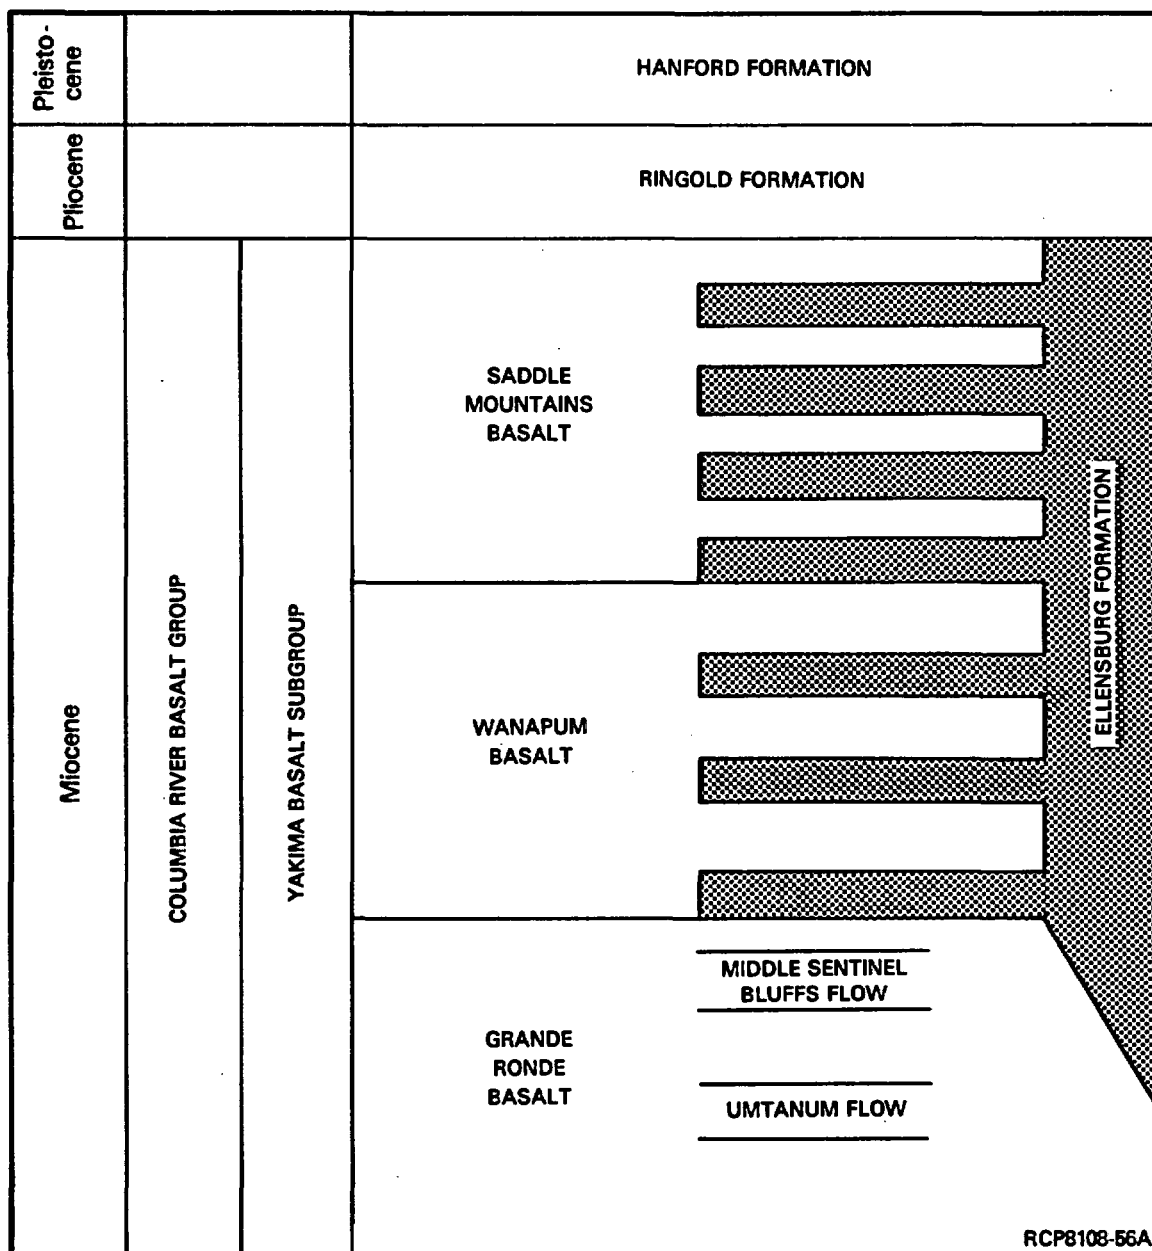 Pleisto-
cene
HANFORD FORMATION
Pliocene
RINGOLD FORMATION
Miocene
COLUMBIA RIVER BASALT GROUP
YAKIMA BASALT SUBGROUP
SADDLE
MOUNTAINS
BASALT
WANAPUM
BASALT
GRANDE
RONDE
BASALT
MIDDLE SENTINEL
BLUFFS FLOW
UMTANUM FLOW
ELLENSBURG FORMATION
RCP8108-56A